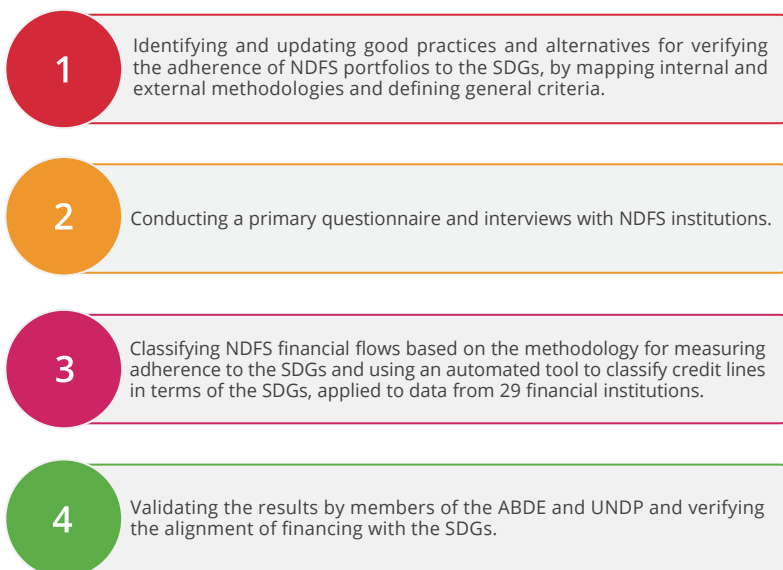 1
Identifying and updating good practices and alternatives for verifying
the adherence of NDFS portfolios to the SDGs, by mapping internal and
external methodologies and defining general criteria.
2
Conducting a primary questionnaire and interviews with NDFS institutions.
3
Classifying NDFS financial flows based on the methodology for measuring
adherence to the SDGs and using an automated tool to classify credit lines
in terms of the SDGs, applied to data from 29 financial institutions.
4
Validating the results by members of the ABDE and UNDP and verifying
the alignment of financing with the SDGs.